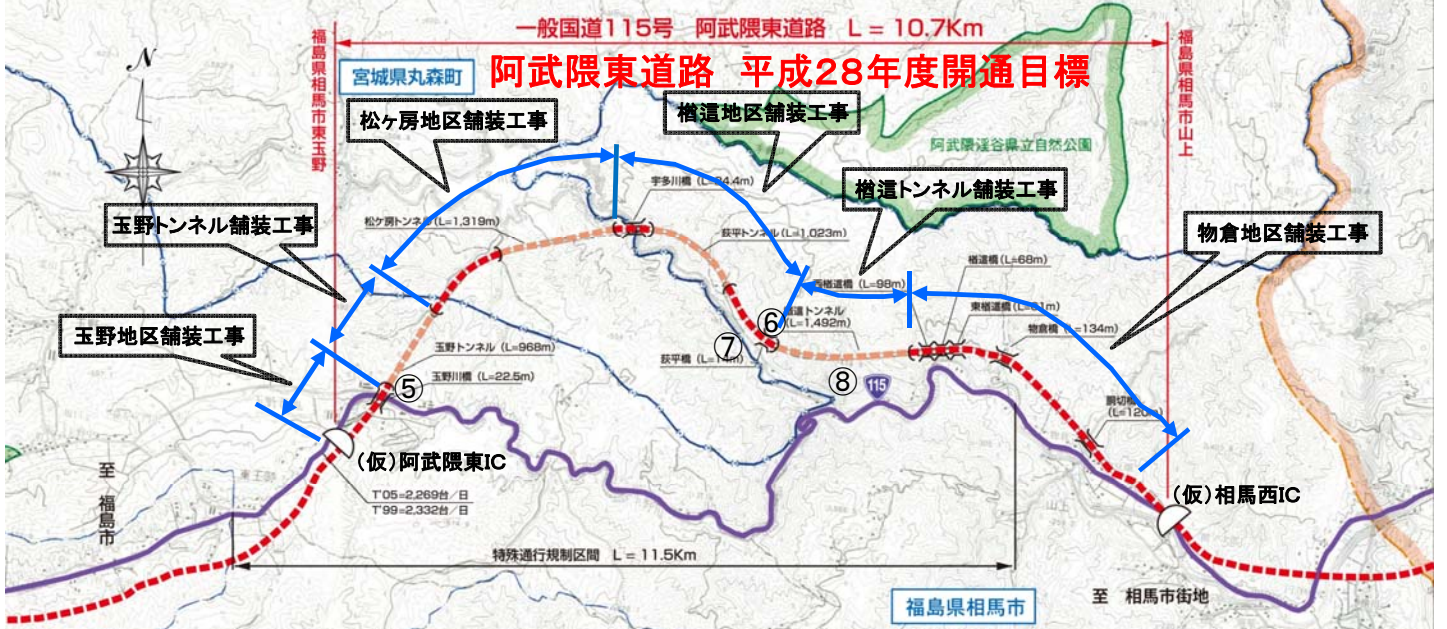 一般国道115号 阿武隈東道路 L = 10.7Km
阿武隈東道路 平成28年度開通目標
福島県相馬市東玉野
福島県相馬市山上
N
宮城県丸森町
松ヶ房地区舗装工事
楢這地区舗装工事
阿武隈渓谷県立自然公園
宇多川橋
楢這トンネル舗装工事
玉野トンネル舗装工事
松ケ房トンネル(L=1,319m)
萩平トンネル(L=1,023m)
物倉地区舗装工事
楢這橋(L=68m)
西楢這橋(L=98m)
東楢這橋
トンネル
(L=1,492m)
物倉橋(L=134m)
玉野地区舗装工事
玉野トンネル(L=968m)
玉野川橋(L=22.5m)
萩平橋
⑤
⑥
⑦
⑧
115
(L=120m)
(仮)阿武隈東IC
T'05=2,269台/日
T'99=2,332台/日
至 福島市
(仮)相馬西IC
特殊通行規制区間 L = 11.5Km
福島県相馬市
至 相馬市街地